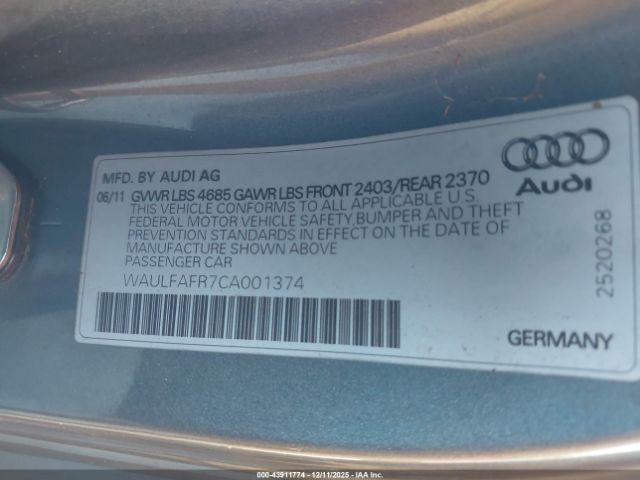 MFD. BY AUDI AG
06/11 GVWR LBS 4685 GAWR LBS FRONT 2403/REAR 2370
THIS VEHICLE CONFORMS TO ALL APPLICABLE U.S.
FEDERAL MOTOR VEHICLE SAFETY, BUMPER AND THEFT
PREVENTION STANDARDS IN EFFECT ON THE DATE OF
MANUFACTURE SHOWN ABOVE
PASSENGER CAR
WAULFAFR7CA001374
Audi
2520268
GERMANY
000-43911774 - 12/11/2025 - IAA Inc.